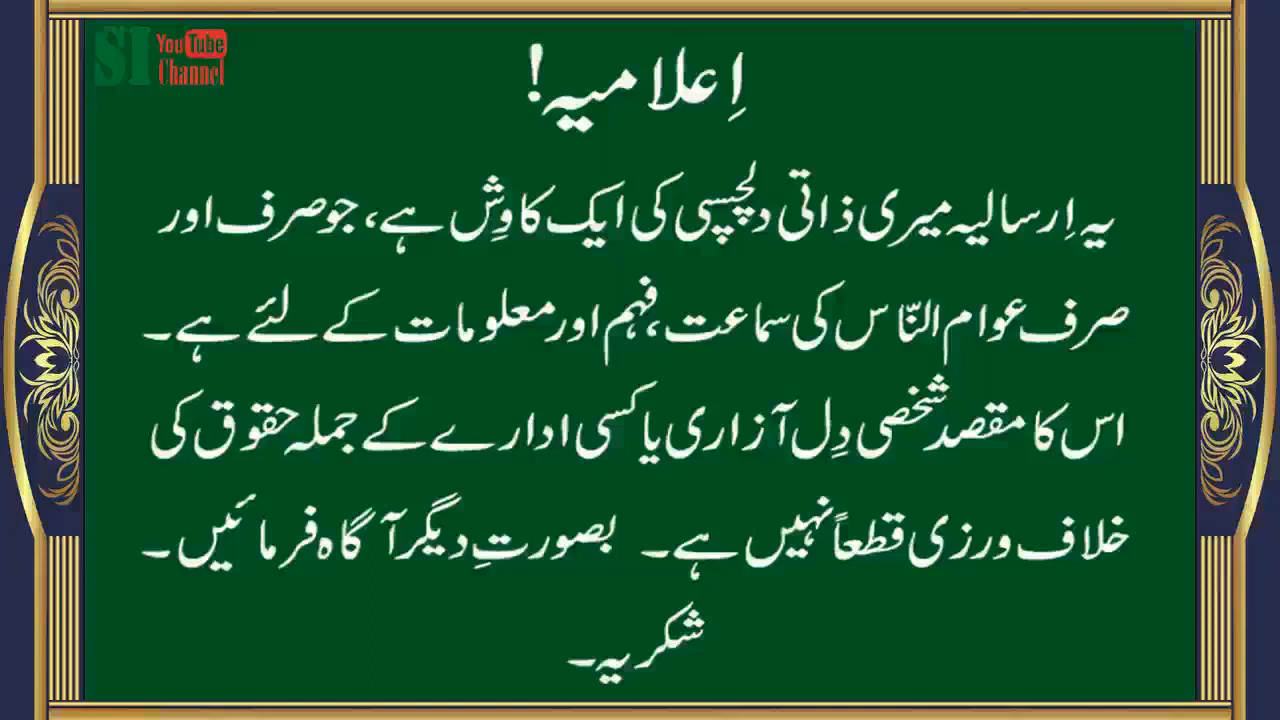 SI YouTube
Channel
اِعلامیہ!
یہ اِرسالیہ میری ذاتی دلچسپی کی ایک کاوِش ہے، جو صرف اور
صرف عوام النّاس کی سماعت، فہم اور معلومات کے لئے ہے۔
اس کا مقصد شخصی دِل آزاری یا کسی ادارے کے جملہ حقوق کی
خلاف ورزی قطعاً نہیں ہے۔ بصورتِ دیگر آگاہ فرمائیں۔
شکریہ۔